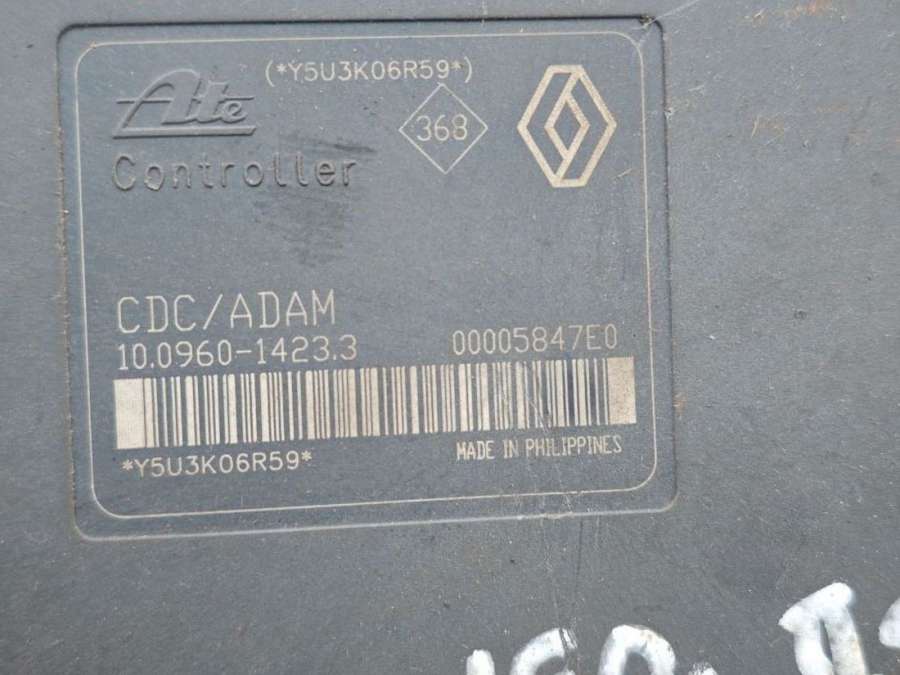 (*Y5U3K06R59*)
Ate
368
Controller
CDC/ADAM
10.0960-1423.3 00005847E0
*Y5U3K06R59*
MADE IN PHILIPPINES